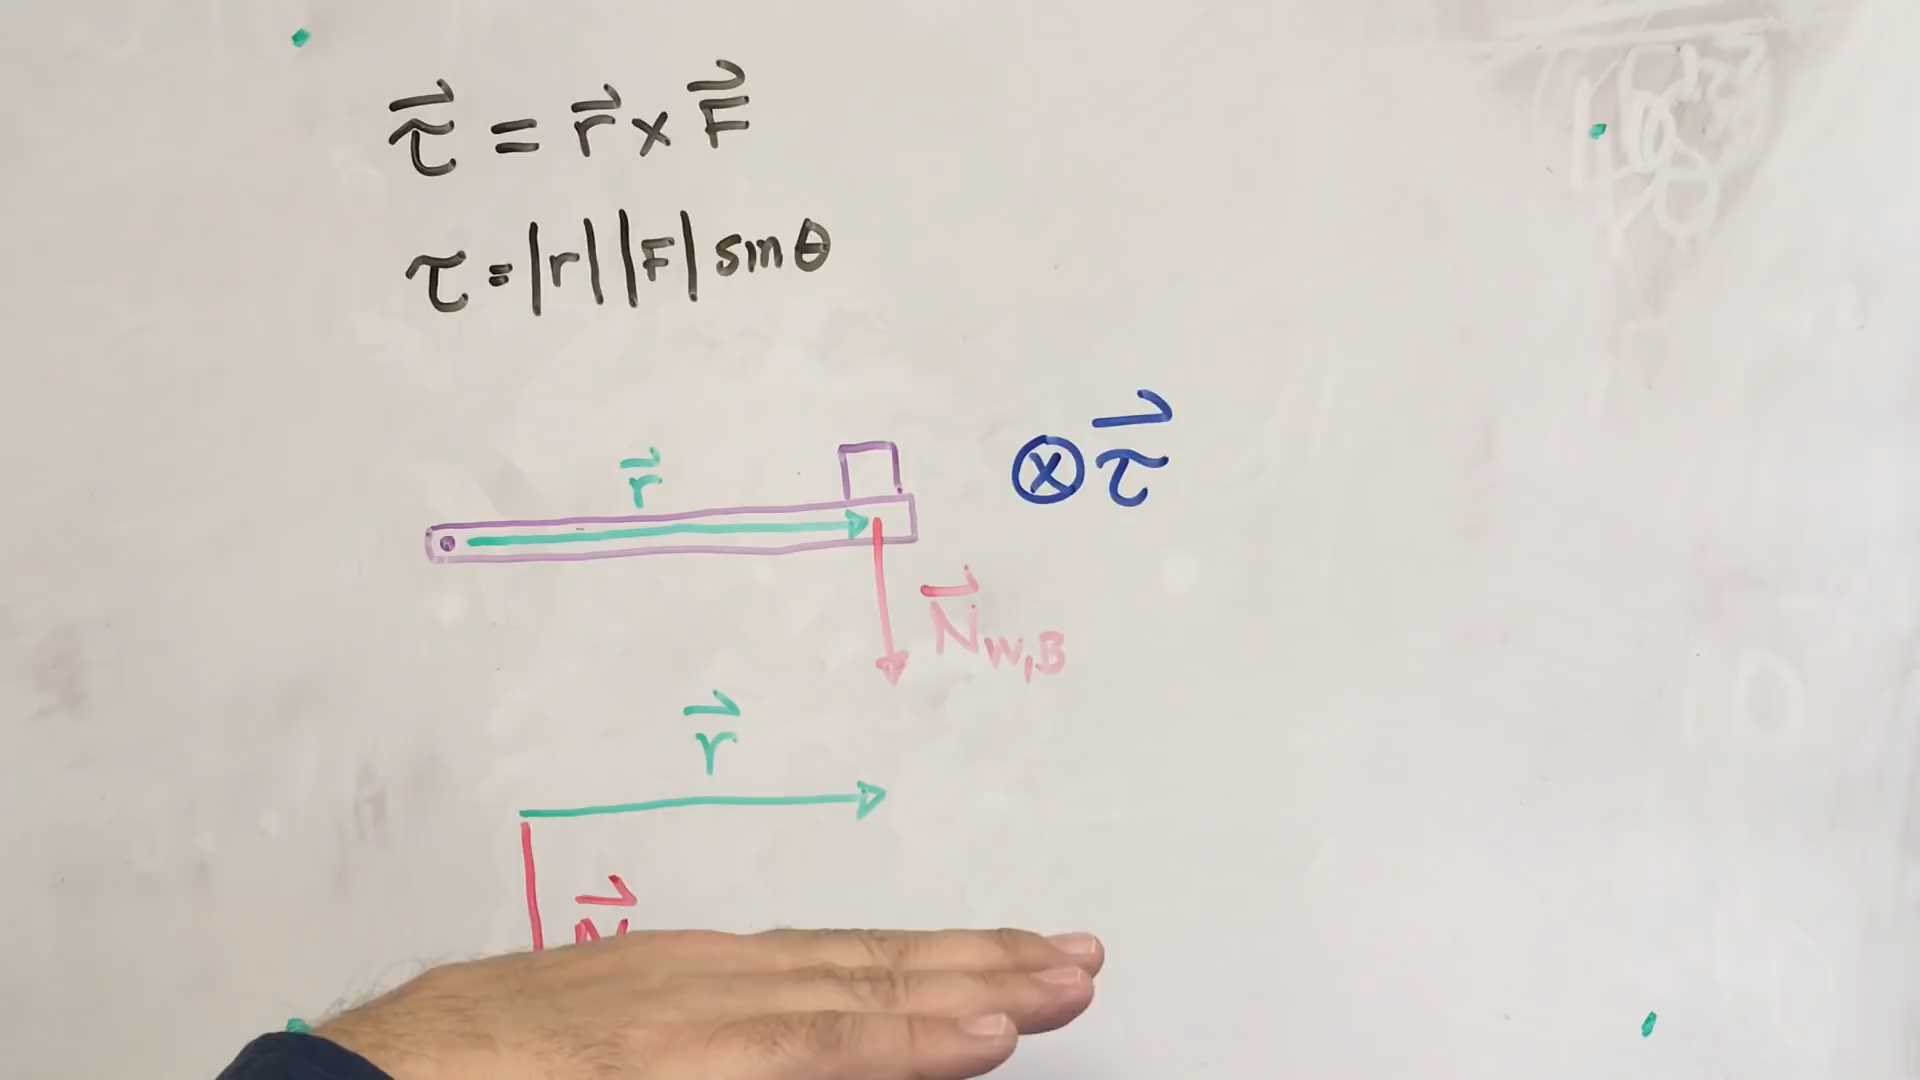 τ⃗ = r⃗ × F⃗
τ = |r| |F| sin θ
r⃗
⊗ τ⃗
N⃗ W,B
r⃗
N⃗